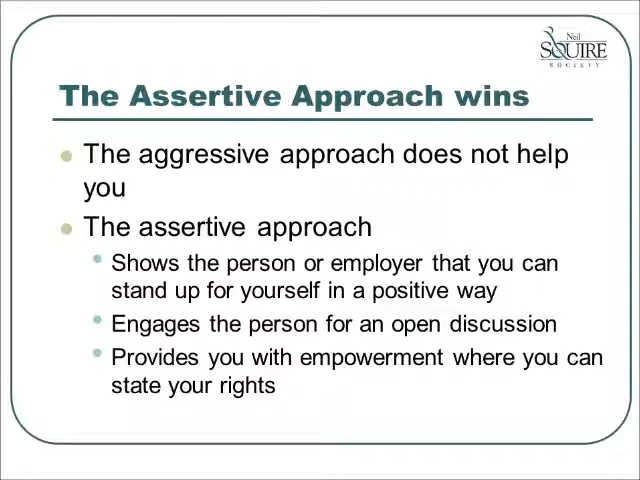 Neil
SQUIRE
SOCIETY
The Assertive Approach wins
The aggressive approach does not help
you
The assertive approach
Shows the person or employer that you can
stand up for yourself in a positive way
Engages the person for an open discussion
Provides you with empowerment where you can
state your rights